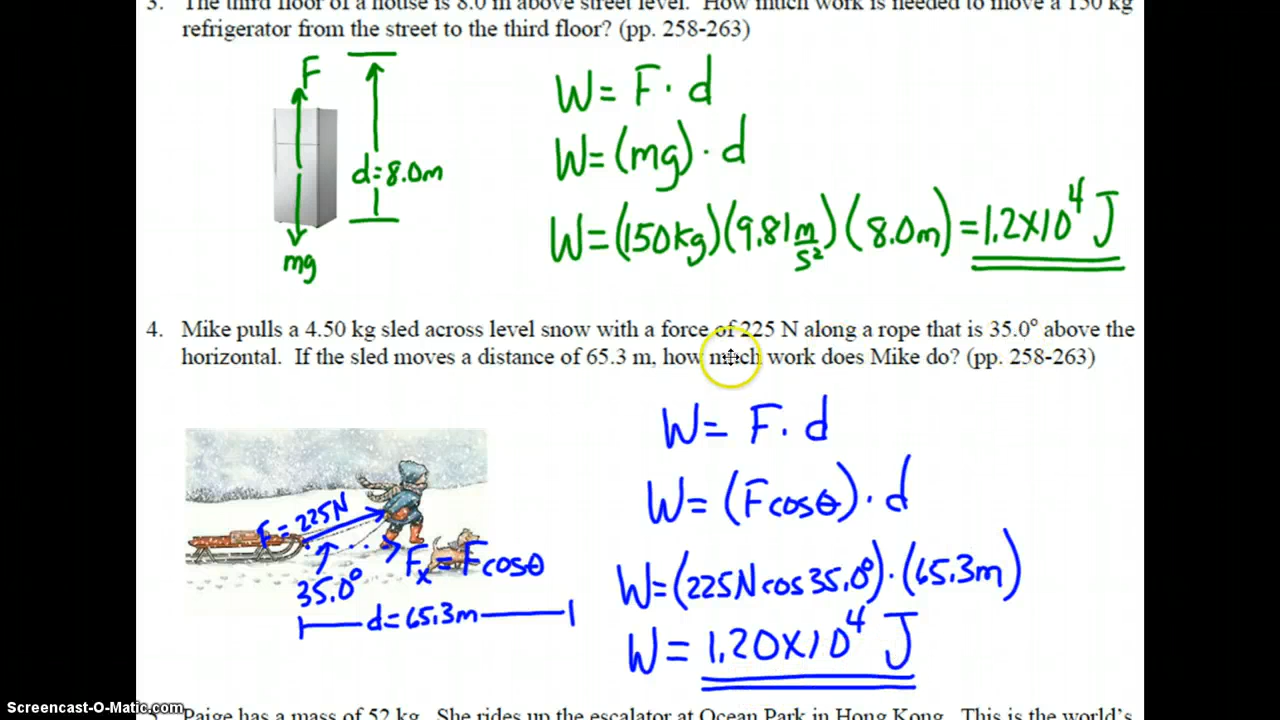 3. The third floor of a house is 8.0 m above street level. How much work is needed to move a 150 kg
refrigerator from the street to the third floor? (pp. 258-263)
F
d=8.0m
mg
W= F · d
W=(mg) · d
W=(150kg)(9.81 m/s²)(8.0m)=1.2×10⁴ J
4. Mike pulls a 4.50 kg sled across level snow with a force of 225 N along a rope that is 35.0° above the
horizontal. If the sled moves a distance of 65.3 m, how much work does Mike do? (pp. 258-263)
F=225N
35.0°
Fₓ=Fcosθ
d=65.3m
W= F · d
W=(Fcosθ) · d
W=(225N cos35.0°) · (65.3m)
W= 1.20×10⁴ J
Screencast-O-Matic.com
5. Paige has a mass of 52 kg. She rides up the escalator at Ocean Park in Hong Kong. This is the world's